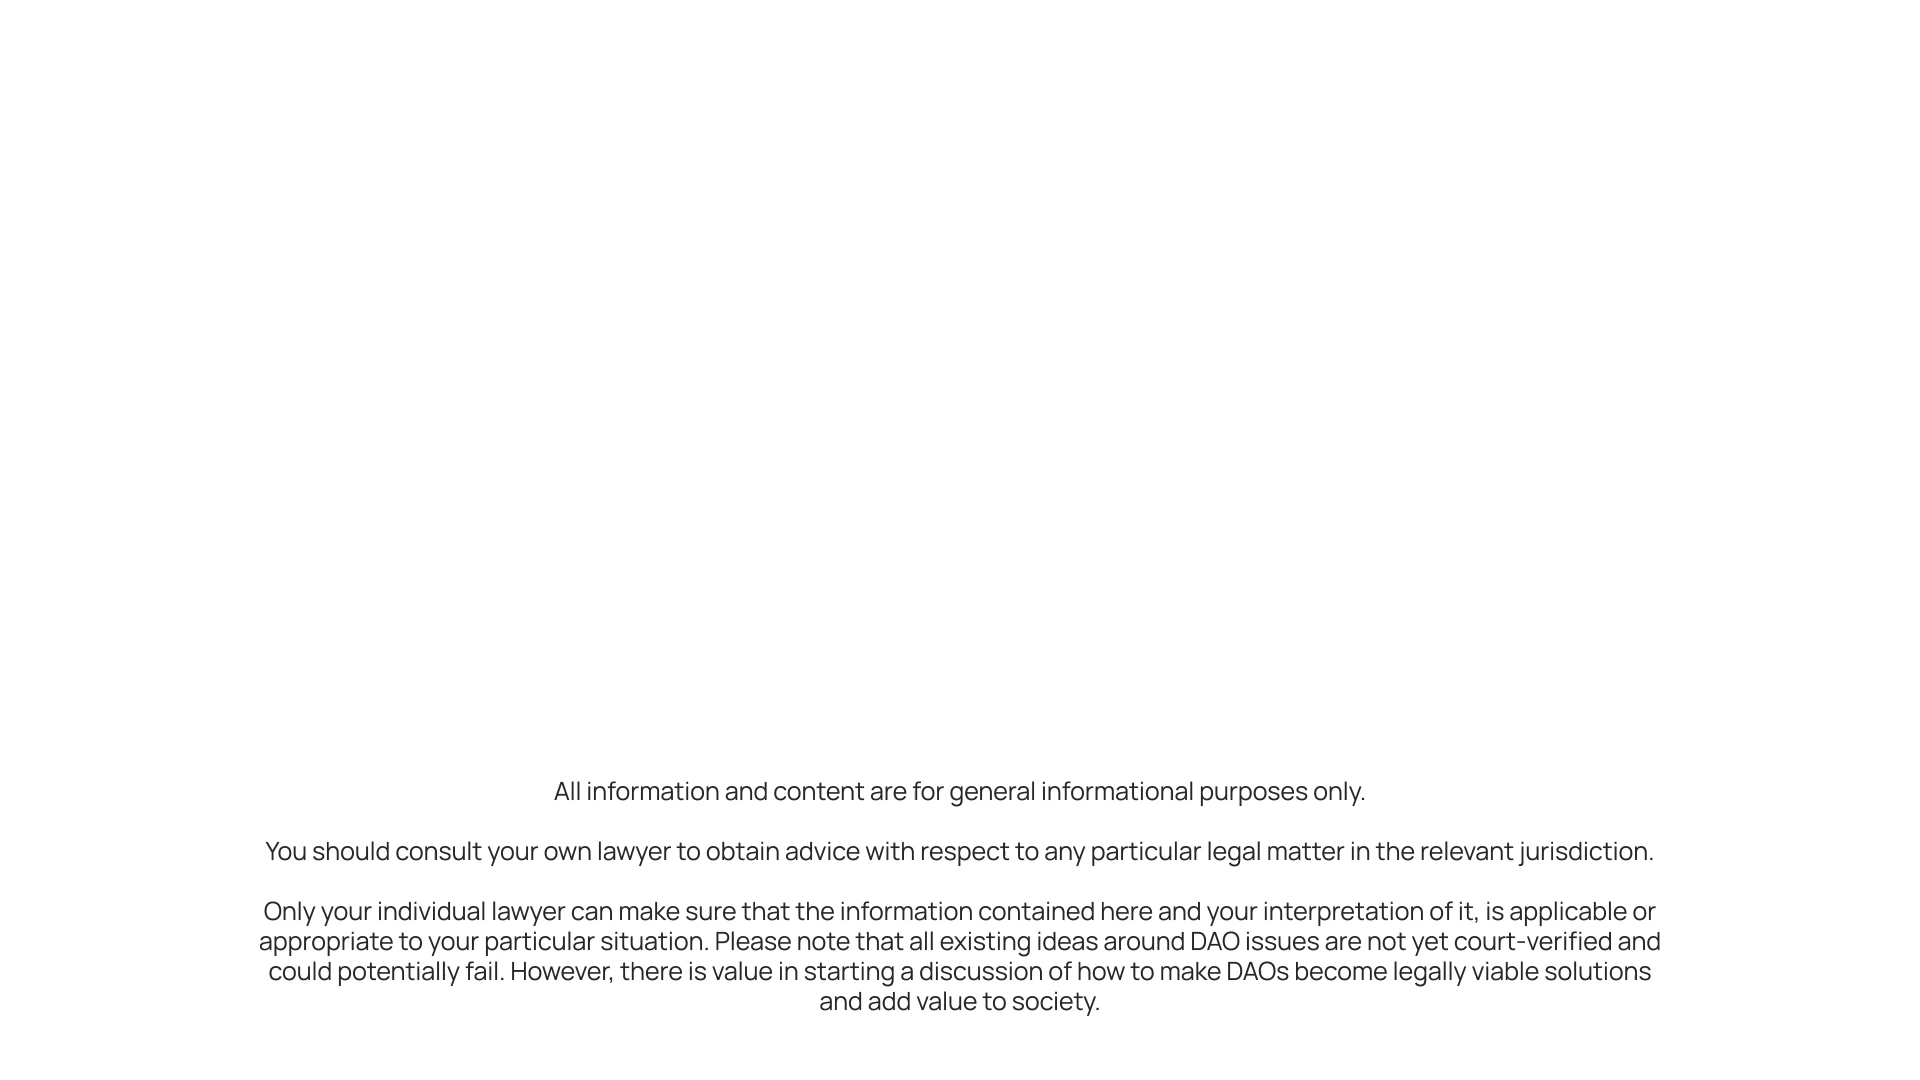 All information and content are for general informational purposes only.
You should consult your own lawyer to obtain advice with respect to any particular legal matter in the relevant jurisdiction.
Only your individual lawyer can make sure that the information contained here and your interpretation of it, is applicable or
appropriate to your particular situation. Please note that all existing ideas around DAO issues are not yet court-verified and
could potentially fail. However, there is value in starting a discussion of how to make DAOs become legally viable solutions
and add value to society.